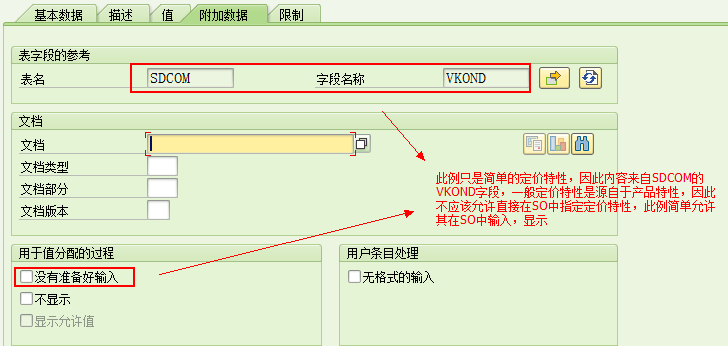 基本数据 描述 值 附加数据 限制
表字段的参考
表名 SDCOM 字段名称 VKOND
文档
文档
文档类型
文档部分
文档版本
此例只是简单的定价特性，因此内容来自SDCOM的
VKOND字段，一般定价特性是源自于产品特性，因此
不应该允许直接在SO中指定定价特性，此例简单允许
其在SO中输入，显示
用于值分配的过程
没有准备好输入
不显示
显示允许值
用户条目处理
无格式的输入